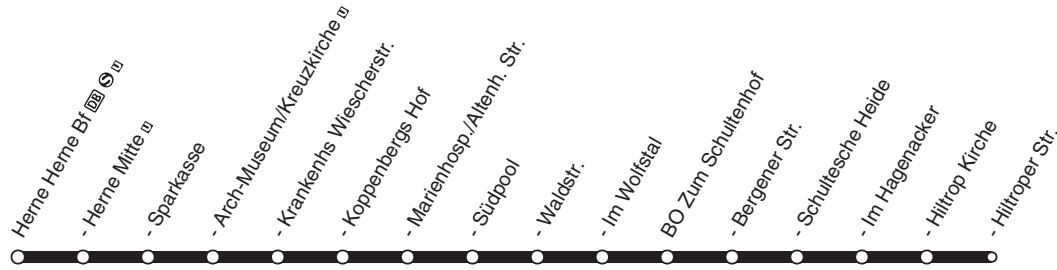 Herne Herne Bf DB S U
- Herne Mitte U
- Sparkasse
- Arch-Museum/Kreuzkirche U
- Krankenhs Wiescherstr.
- Koppenbergs Hof
- Marienhosp./Altenh. Str.
- Südpool
- Waldstr.
- Im Wolfstal
BO Zum Schultenhof
- Bergener Str.
- Schultesche Heide
- Im Hagenacker
- Hiltrop Kirche
- Hiltroper Str.